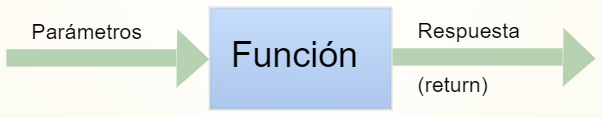 Parámetros
Función
Respuesta
(return)